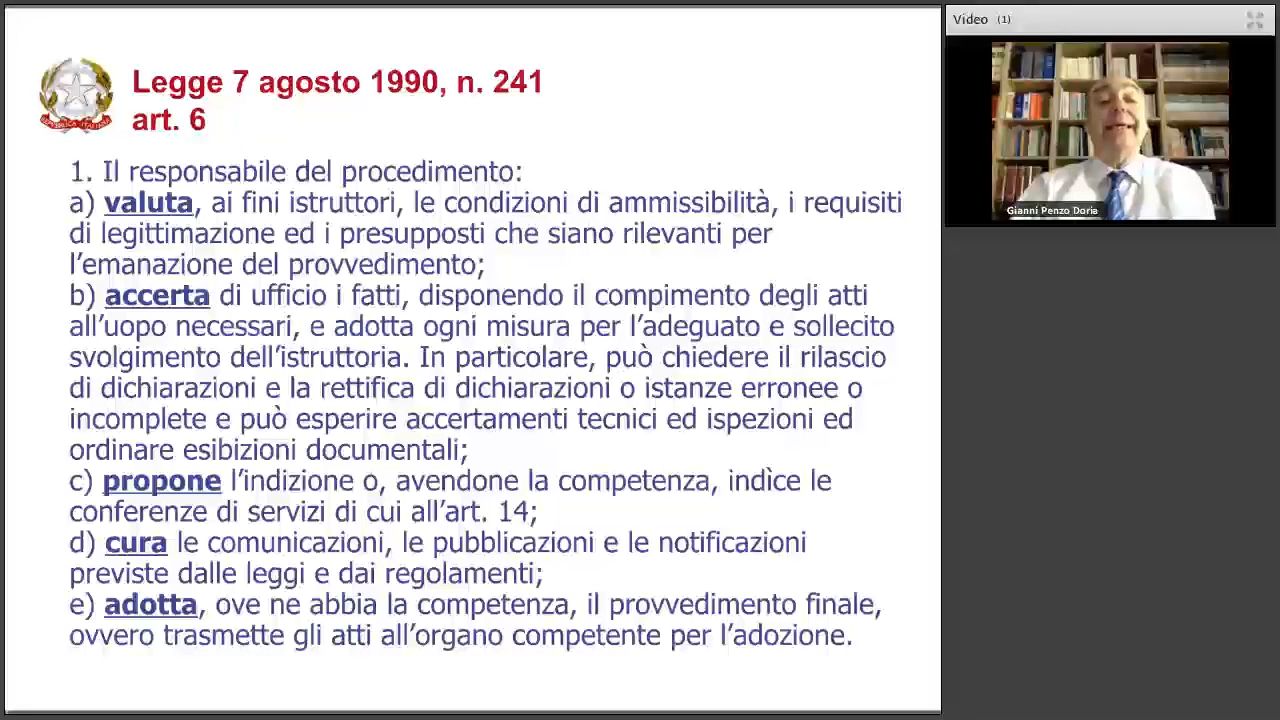 Legge 7 agosto 1990, n. 241
art. 6
1. Il responsabile del procedimento:
a) valuta, ai fini istruttori, le condizioni di ammissibilità, i requisiti
di legittimazione ed i presupposti che siano rilevanti per
l’emanazione del provvedimento;
b) accerta di ufficio i fatti, disponendo il compimento degli atti
all’uopo necessari, e adotta ogni misura per l’adeguato e sollecito
svolgimento dell’istruttoria. In particolare, può chiedere il rilascio
di dichiarazioni e la rettifica di dichiarazioni o istanze erronee o
incomplete e può esperire accertamenti tecnici ed ispezioni ed
ordinare esibizioni documentali;
c) propone l’indizione o, avendone la competenza, indìce le
conferenze di servizi di cui all’art. 14;
d) cura le comunicazioni, le pubblicazioni e le notificazioni
previste dalle leggi e dai regolamenti;
e) adotta, ove ne abbia la competenza, il provvedimento finale,
ovvero trasmette gli atti all’organo competente per l’adozione.
Video (1)
Gianni Penzo Doria
REPUBBLICA ITALIANA